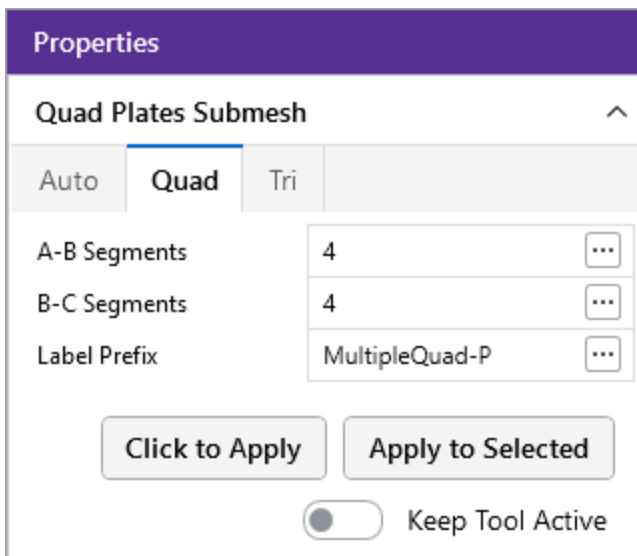 Properties
Quad Plates Submesh
Auto Quad Tri
A-B Segments 4 ...
B-C Segments 4 ...
Label Prefix MultipleQuad-P ...
Click to Apply Apply to Selected
Keep Tool Active